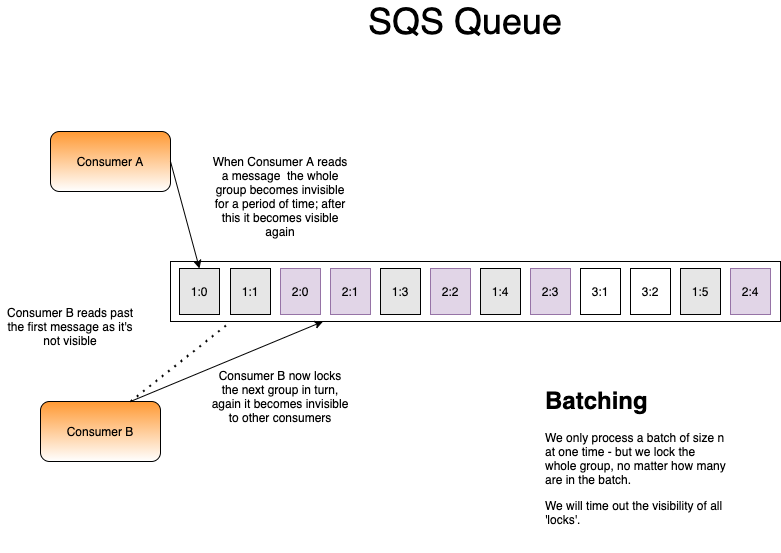 SQS Queue
Consumer A
When Consumer A reads
a message the whole
group becomes invisible
for a period of time; after
this it becomes visible
again
1:0 1:1 2:0 2:1 1:3 2:2 1:4 2:3 3:1 3:2 1:5 2:4
Consumer B reads past
the first message as it's
not visible
Consumer B now locks
the next group in turn,
again it becomes invisible
to other consumers
Consumer B
Batching
We only process a batch of size n
at one time - but we lock the
whole group, no matter how many
are in the batch.
We will time out the visibility of all
'locks'.